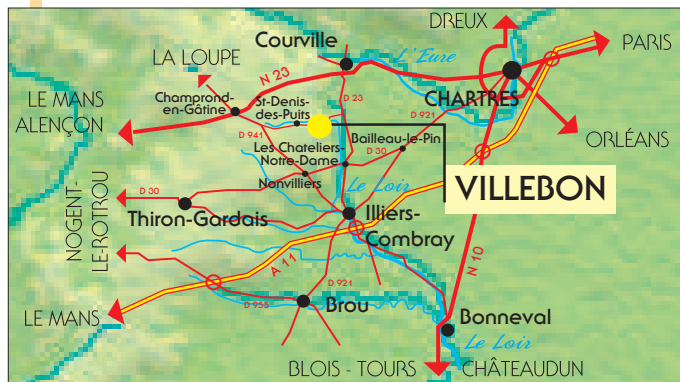 DREUX
PARIS
Courville
L'Eure
LA LOUPE
N 23
CHARTRES
Champrond-
en-Gâtine
St-Denis-
des-Puits
D 23
LE MANS
ALENÇON
D 941
D 921
Bailleau-le-Pin
ORLÉANS
Les Chateliers-
Notre-Dame
D 30
Nonvilliers
Le Loir
VILLEBON
D 30
NOGENT-
LE-ROTROU
Thiron-Gardais
Illiers-
Combray
A 11
N 10
D 921
D 955
Brou
LE MANS
Bonneval
Le Loir
BLOIS - TOURS
CHÂTEAUDUN